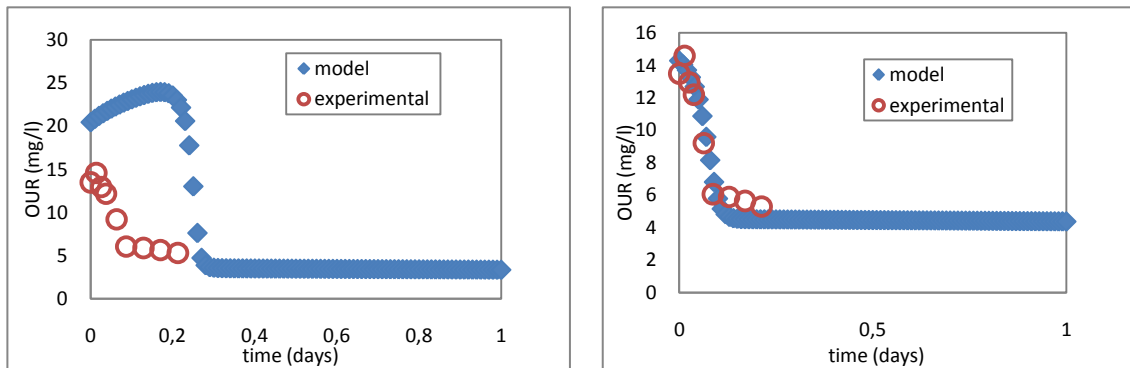 OUR (mg/l)
30
25
20
15
10
5
0
model
experimental
0 0,2 0,4 0,6 0,8 1
time (days)
OUR (mg/l)
16
14
12
10
8
6
4
2
0
model
experimental
0 0,5 1
time (days)